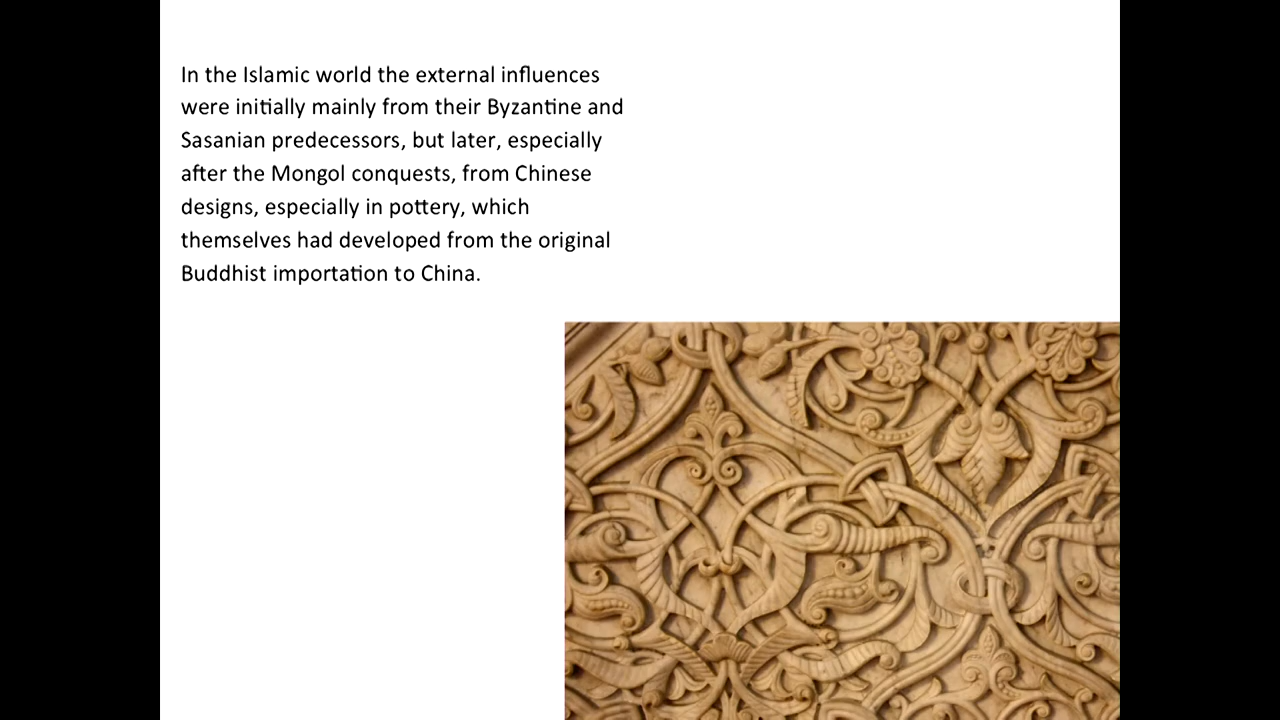 In the Islamic world the external influences
were initially mainly from their Byzantine and
Sasanian predecessors, but later, especially
after the Mongol conquests, from Chinese
designs, especially in pottery, which
themselves had developed from the original
Buddhist importation to China.